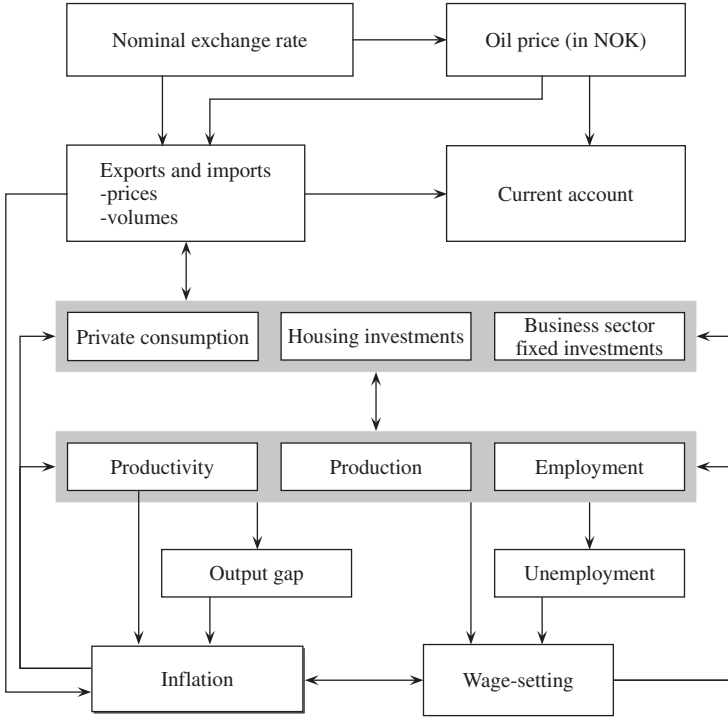 Nominal exchange rate
Oil price (in NOK)
Exports and imports
-prices
-volumes
Current account
Private consumption
Housing investments
Business sector
fixed investments
Productivity
Production
Employment
Output gap
Unemployment
Inflation
Wage-setting